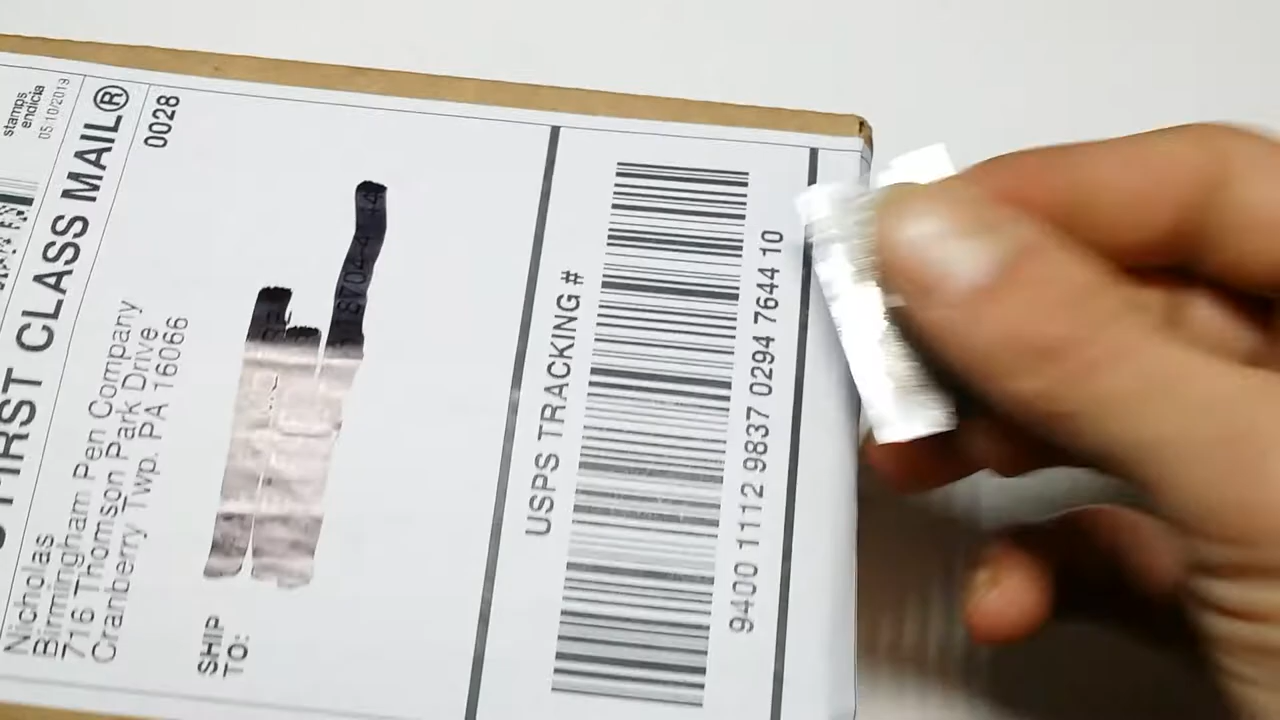 stamps
endicia
05/10/2019
FIRST CLASS MAIL®
Nicholas
Birmingham Pen Company
716 Thomson Park Drive
Cranberry Twp. PA 16066
0028
SHIP
TO:
USPS TRACKING #
9400 1112 9837 0294 7644 10